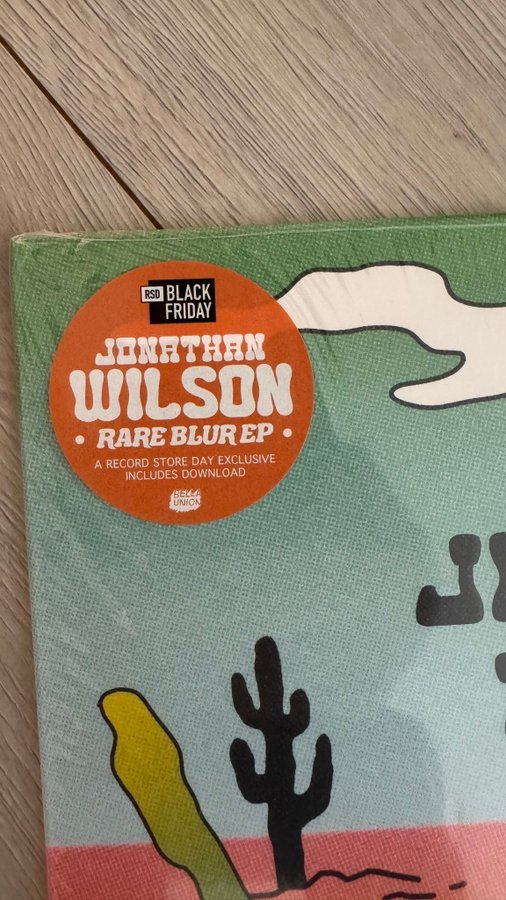 RSD BLACK
FRIDAY
JONATHAN
WILSON
• RARE BLUR EP •
A RECORD STORE DAY EXCLUSIVE
INCLUDES DOWNLOAD
BELLA
UNION
J